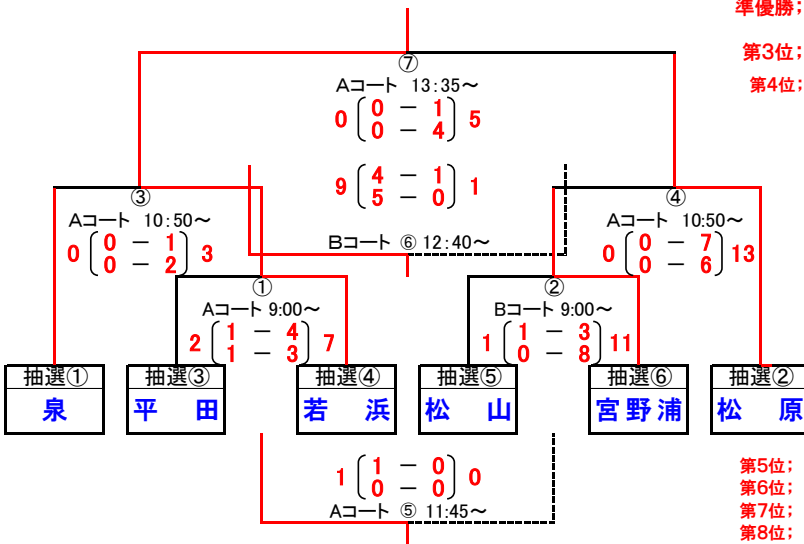 準優勝;
第3位;
第4位;
⑦
Aコート 13:35～
0 0 － 1 5
0 － 4
9 4 － 1 1
5 － 0
Bコート ⑥ 12:40～
③
Aコート 10:50～
0 0 － 1 3
0 － 2
④
Aコート 10:50～
0 0 － 7 13
0 － 6
①
Aコート 9:00～
2 1 － 4 7
1 － 3
②
Bコート 9:00～
1 1 － 3 11
0 － 8
抽選① 抽選③ 抽選④ 抽選⑤ 抽選⑥ 抽選②
泉 平 田 若 浜 松 山 宮野浦 松 原
1 1 － 0 0
0 － 0
Aコート ⑤ 11:45～
第5位;
第6位;
第7位;
第8位;